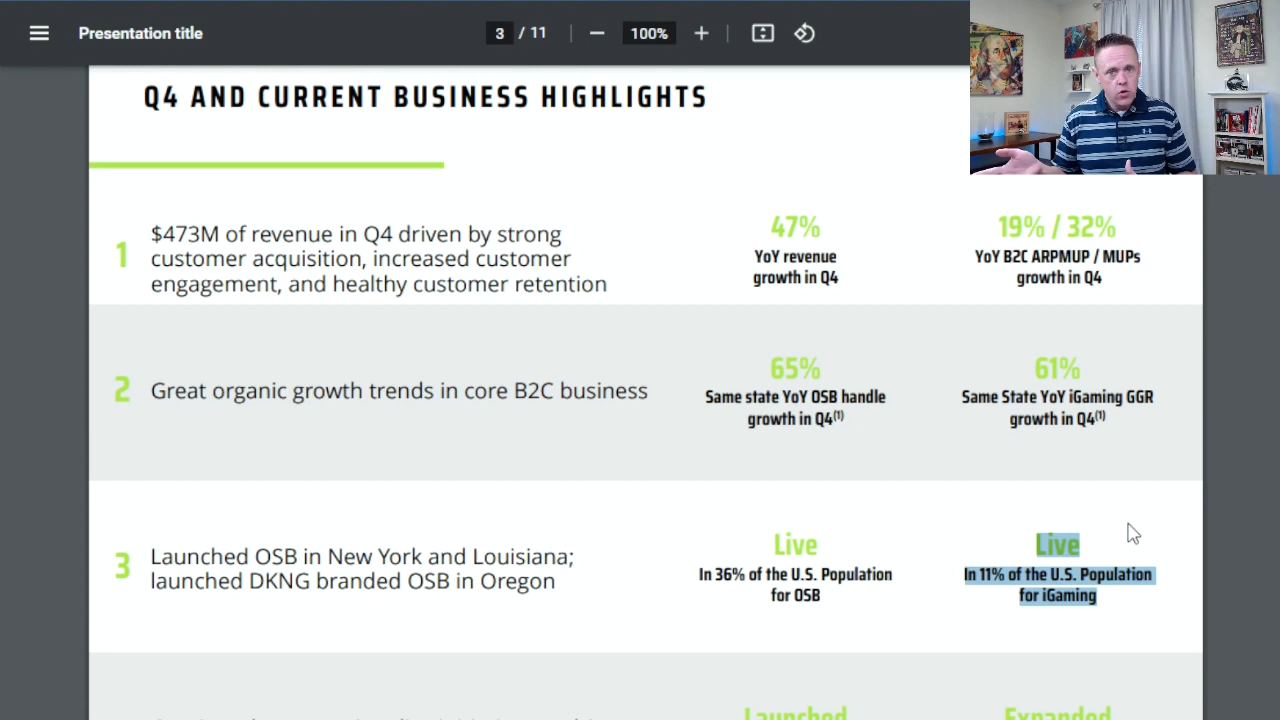 Presentation title
3 / 11
100%
Q4 AND CURRENT BUSINESS HIGHLIGHTS
1
$473M of revenue in Q4 driven by strong
customer acquisition, increased customer
engagement, and healthy customer retention
47%
YoY revenue
growth in Q4
19% / 32%
YoY B2C ARPMUP / MUPs
growth in Q4
2
Great organic growth trends in core B2C business
65%
Same state YoY OSB handle
growth in Q4(1)
61%
Same State YoY iGaming GGR
growth in Q4(1)
3
Launched OSB in New York and Louisiana;
launched DKNG branded OSB in Oregon
Live
In 36% of the U.S. Population
for OSB
Live
In 11% of the U.S. Population
for iGaming
Launched
Expanded